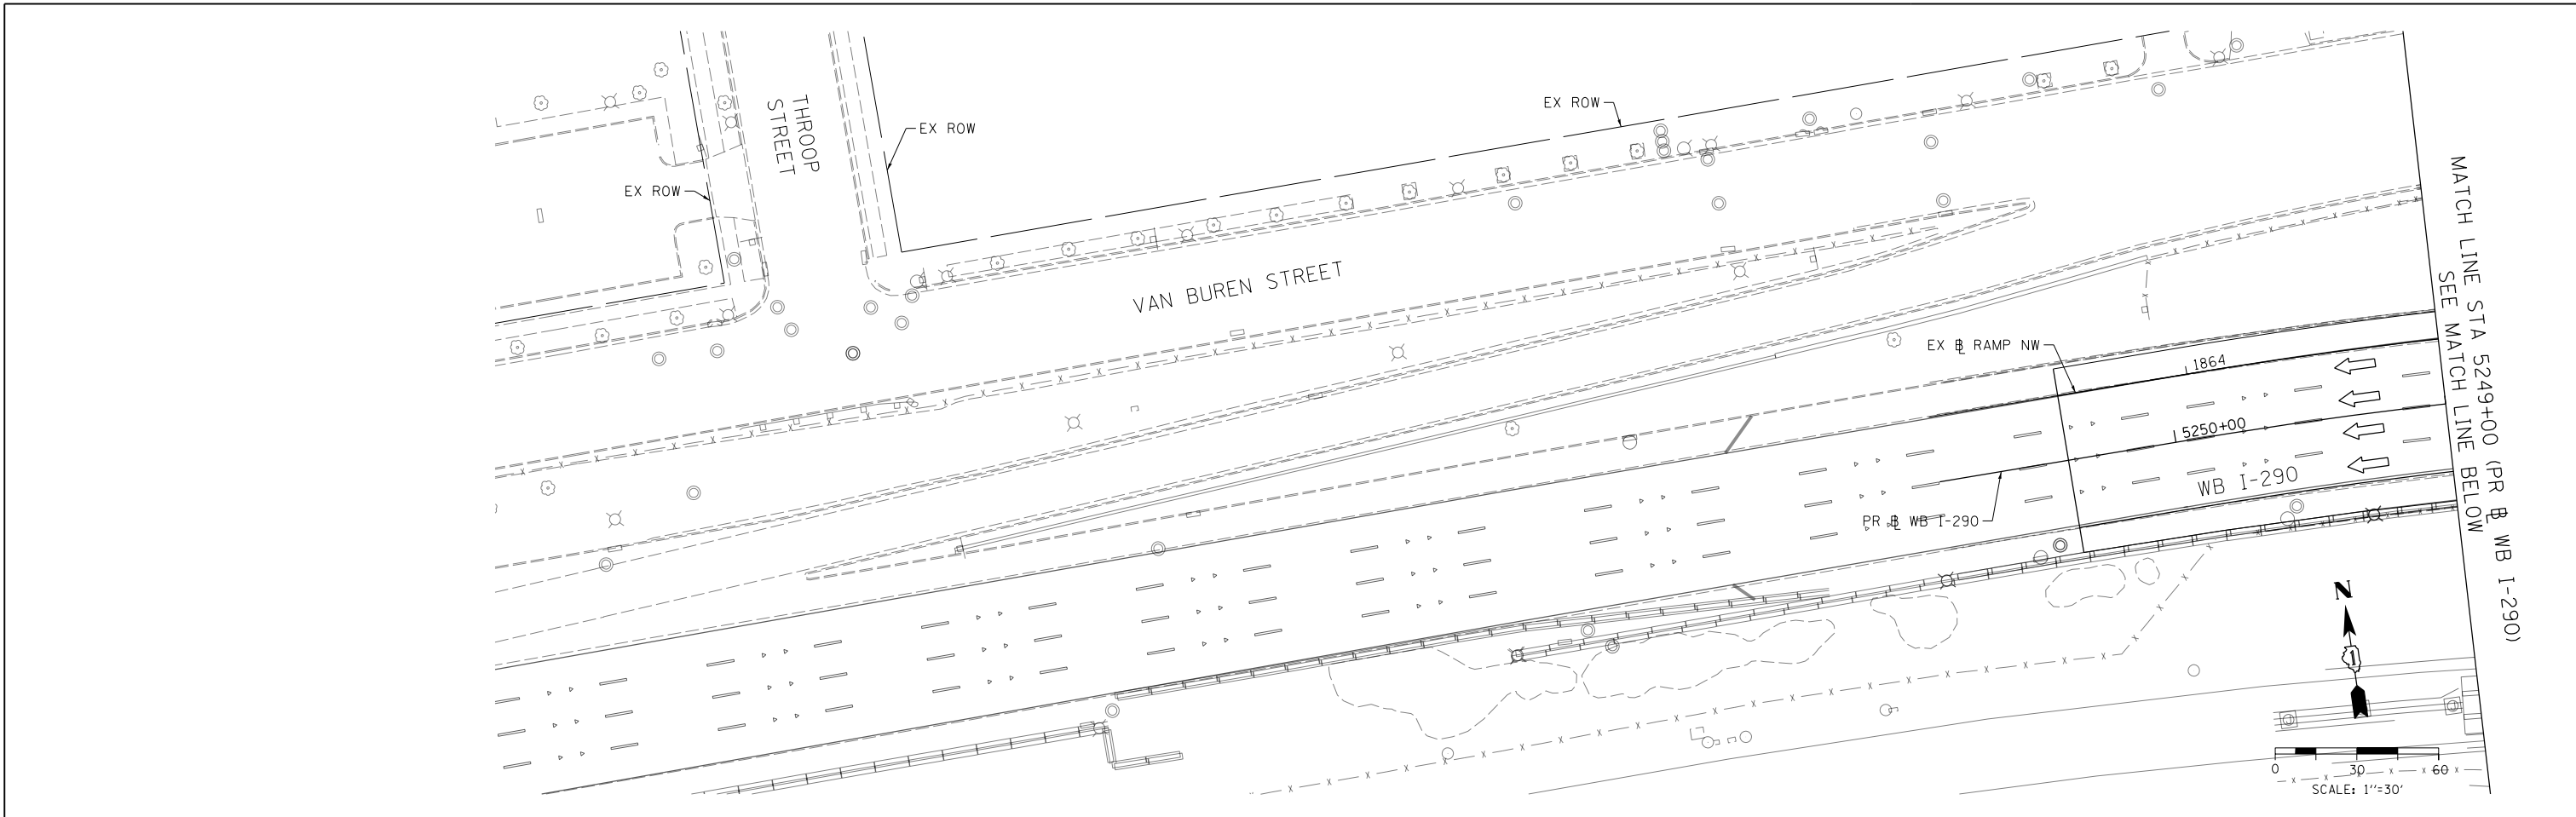 EX ROW
THROOP
STREET
EX ROW
EX ROW
VAN BUREN STREET
EX ⅊ RAMP NW
1864
5250+00
WB I-290
PR ⅊ WB I-290
MATCH LINE STA 5249+00 (PR ⅊ WB I-290)
SEE MATCH LINE BELOW
N
1
0
30
60
SCALE: 1''=30'